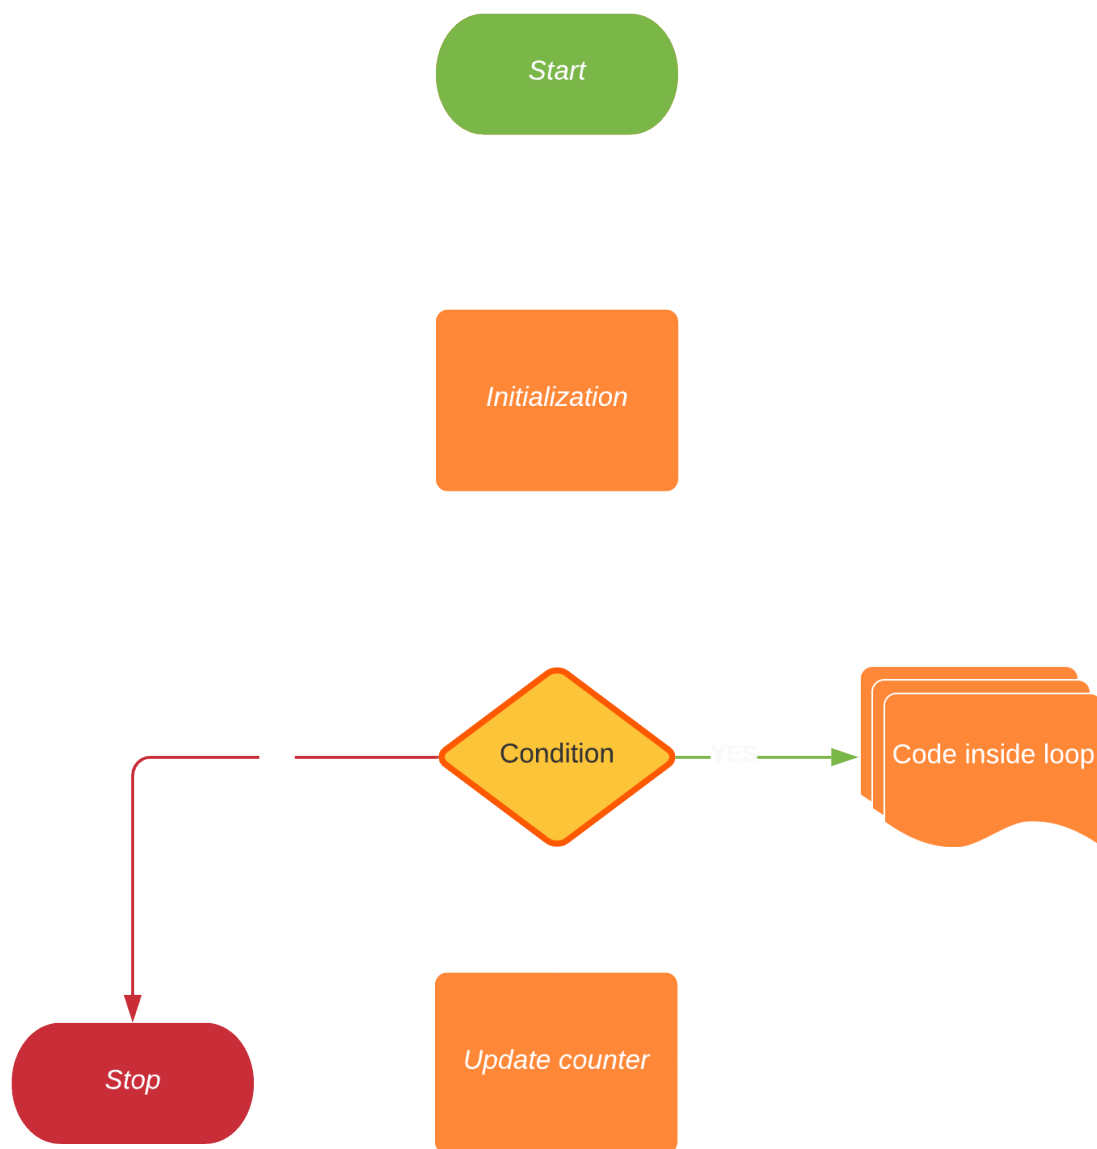 Start
Initialization
Condition
YES
Code inside loop
Update counter
Stop